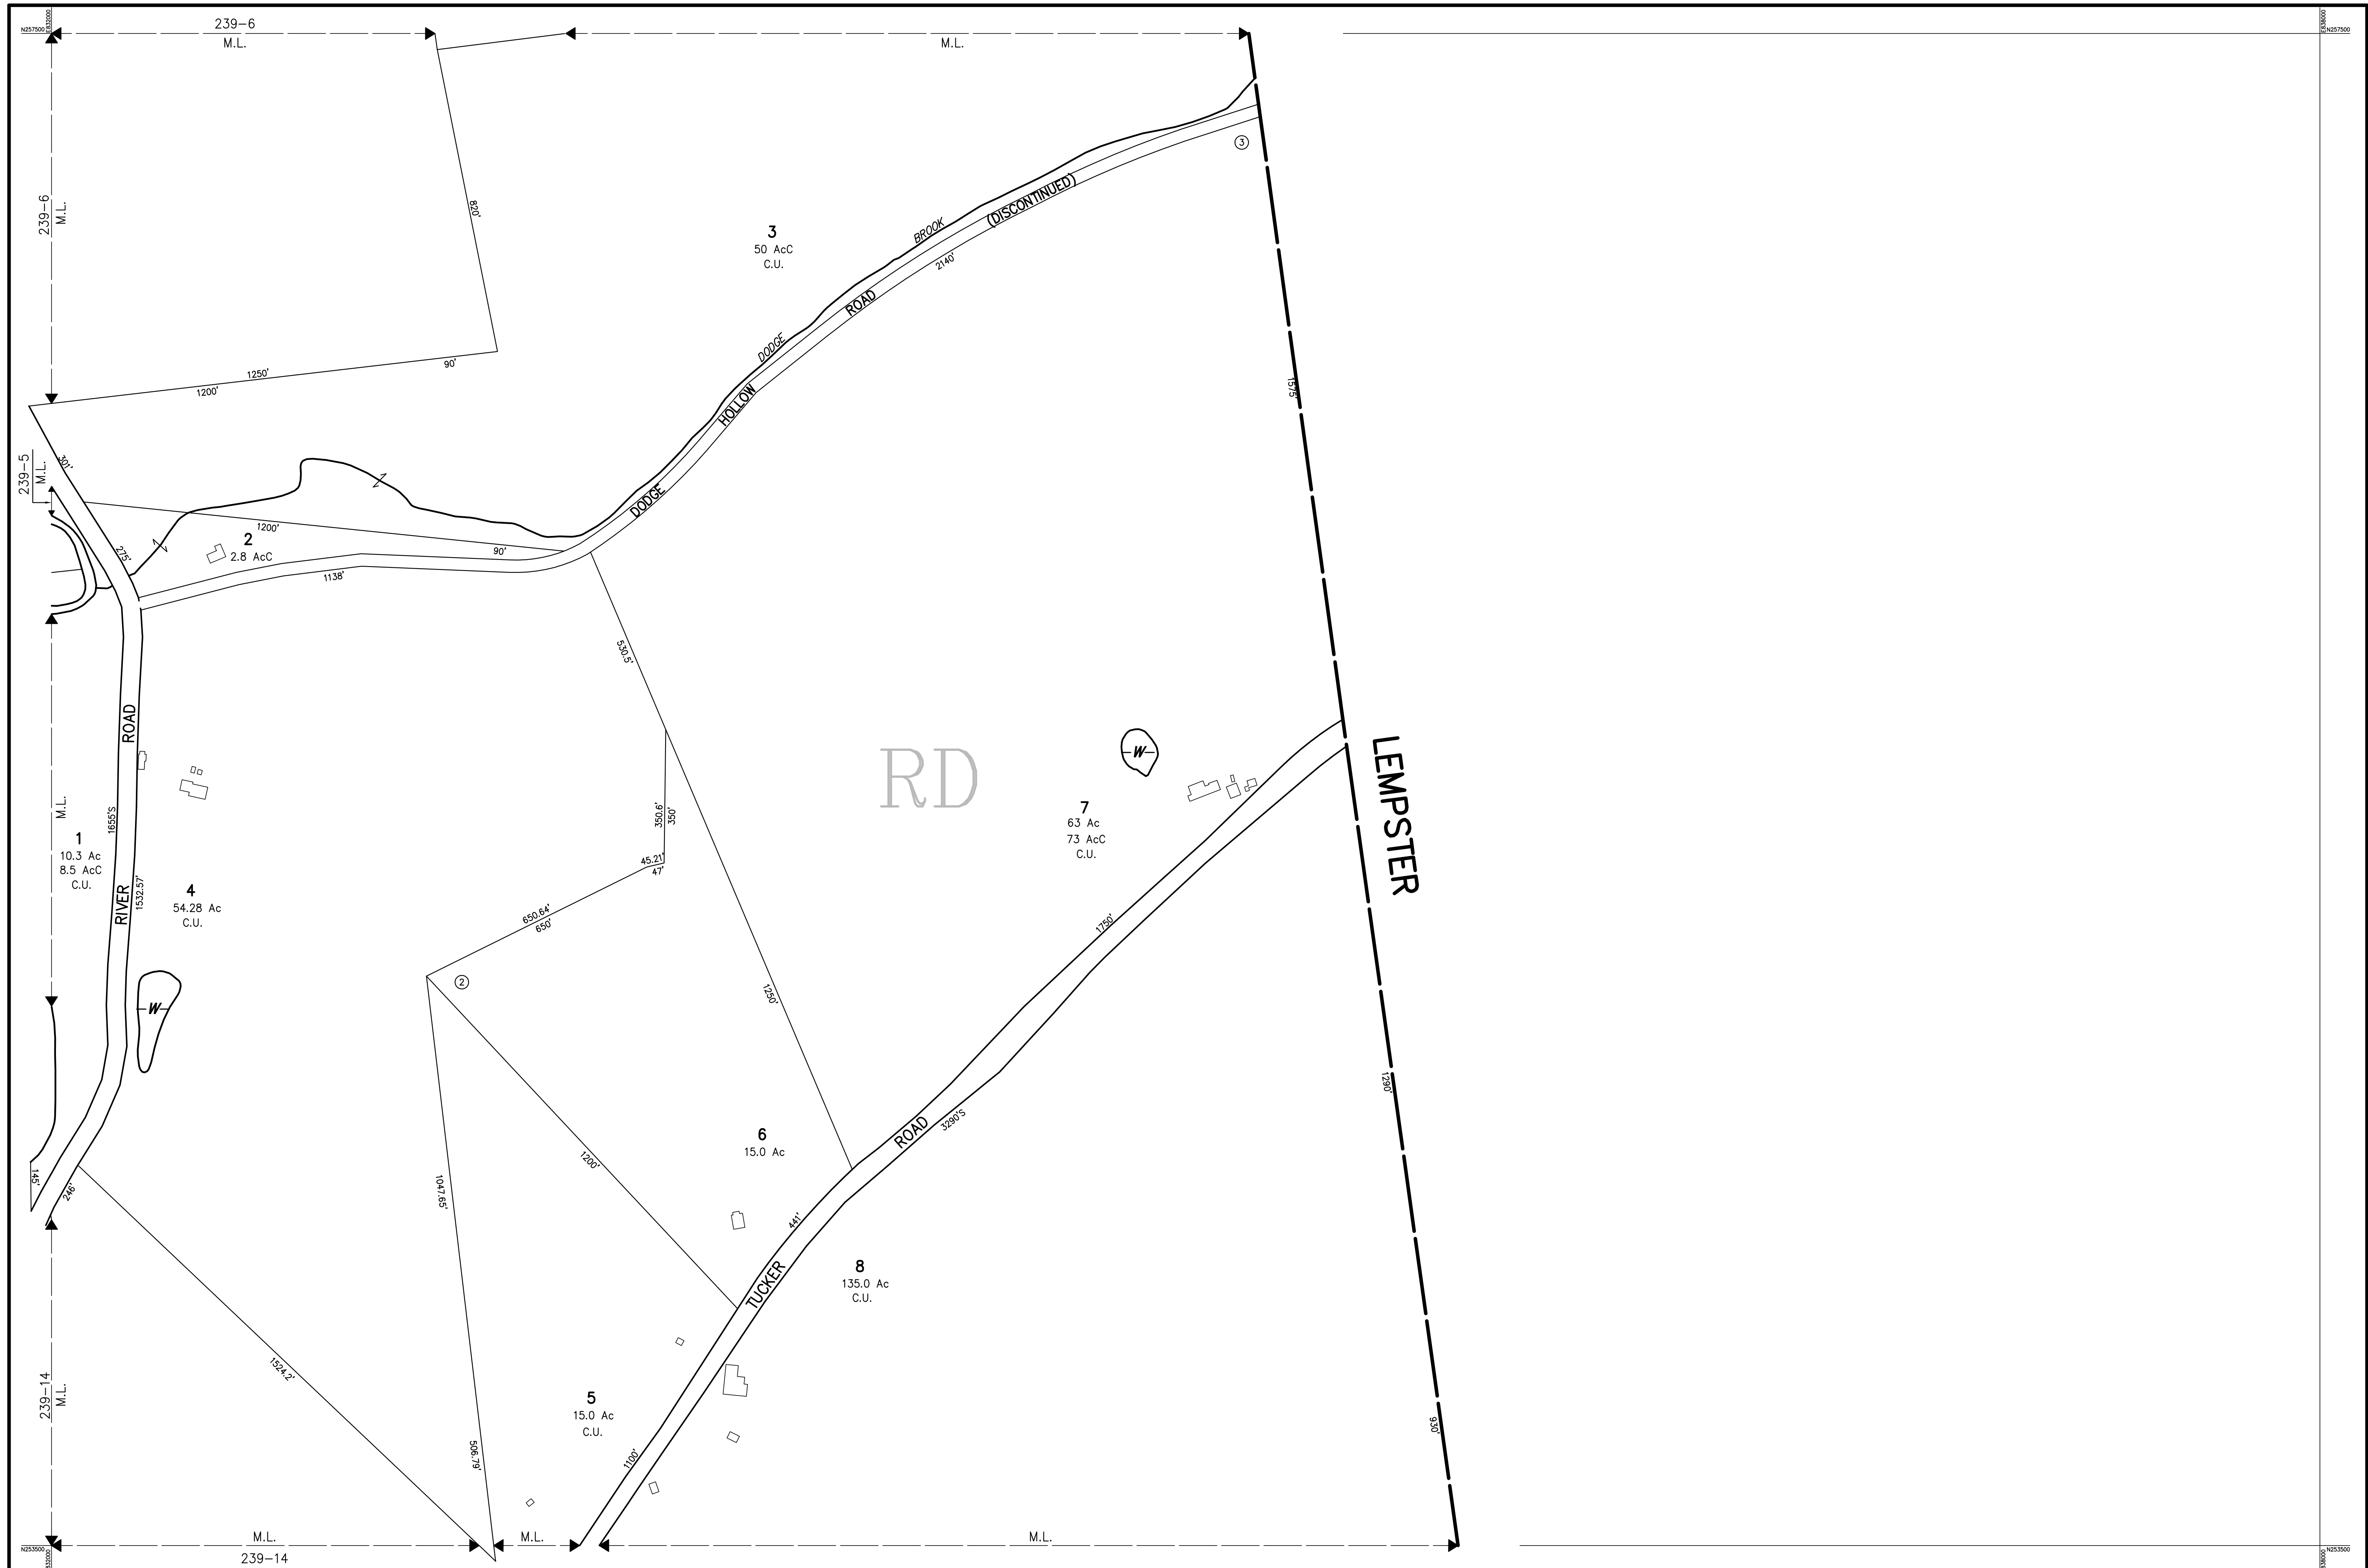 239-6
N257500
E832000
M.L.
M.L.
E838000
N257500
239-6
M.L.
820'
3
50 AcC
C.U.
BROOK
(DISCONTINUED)
3
2140'
ROAD
DODGE
HOLLOW
DODGE
1250'
90'
1200'
1575'
239-5
M.L.
301'
275'
1200'
90'
2
2.8 AcC
1138'
530.5'
ROAD
RIVER
M.L.
1655'S
1532.57'
1
10.3 Ac
8.5 AcC
C.U.
4
54.28 Ac
C.U.
W
350.6'
350'
45.21'
47'
650.64'
650'
2
RD
W
7
63 Ac
73 AcC
C.U.
LEMPSTER
1750'
1250'
1290'
6
15.0 Ac
1200'
1047.65'
ROAD
3290'S
441'
TUCKER
8
135.0 Ac
C.U.
145'
246'
1524.2'
239-14
M.L.
506.79'
5
15.0 Ac
C.U.
1100'
930'
M.L.
M.L.
M.L.
239-14
N253500
E832000
N253500
E838000